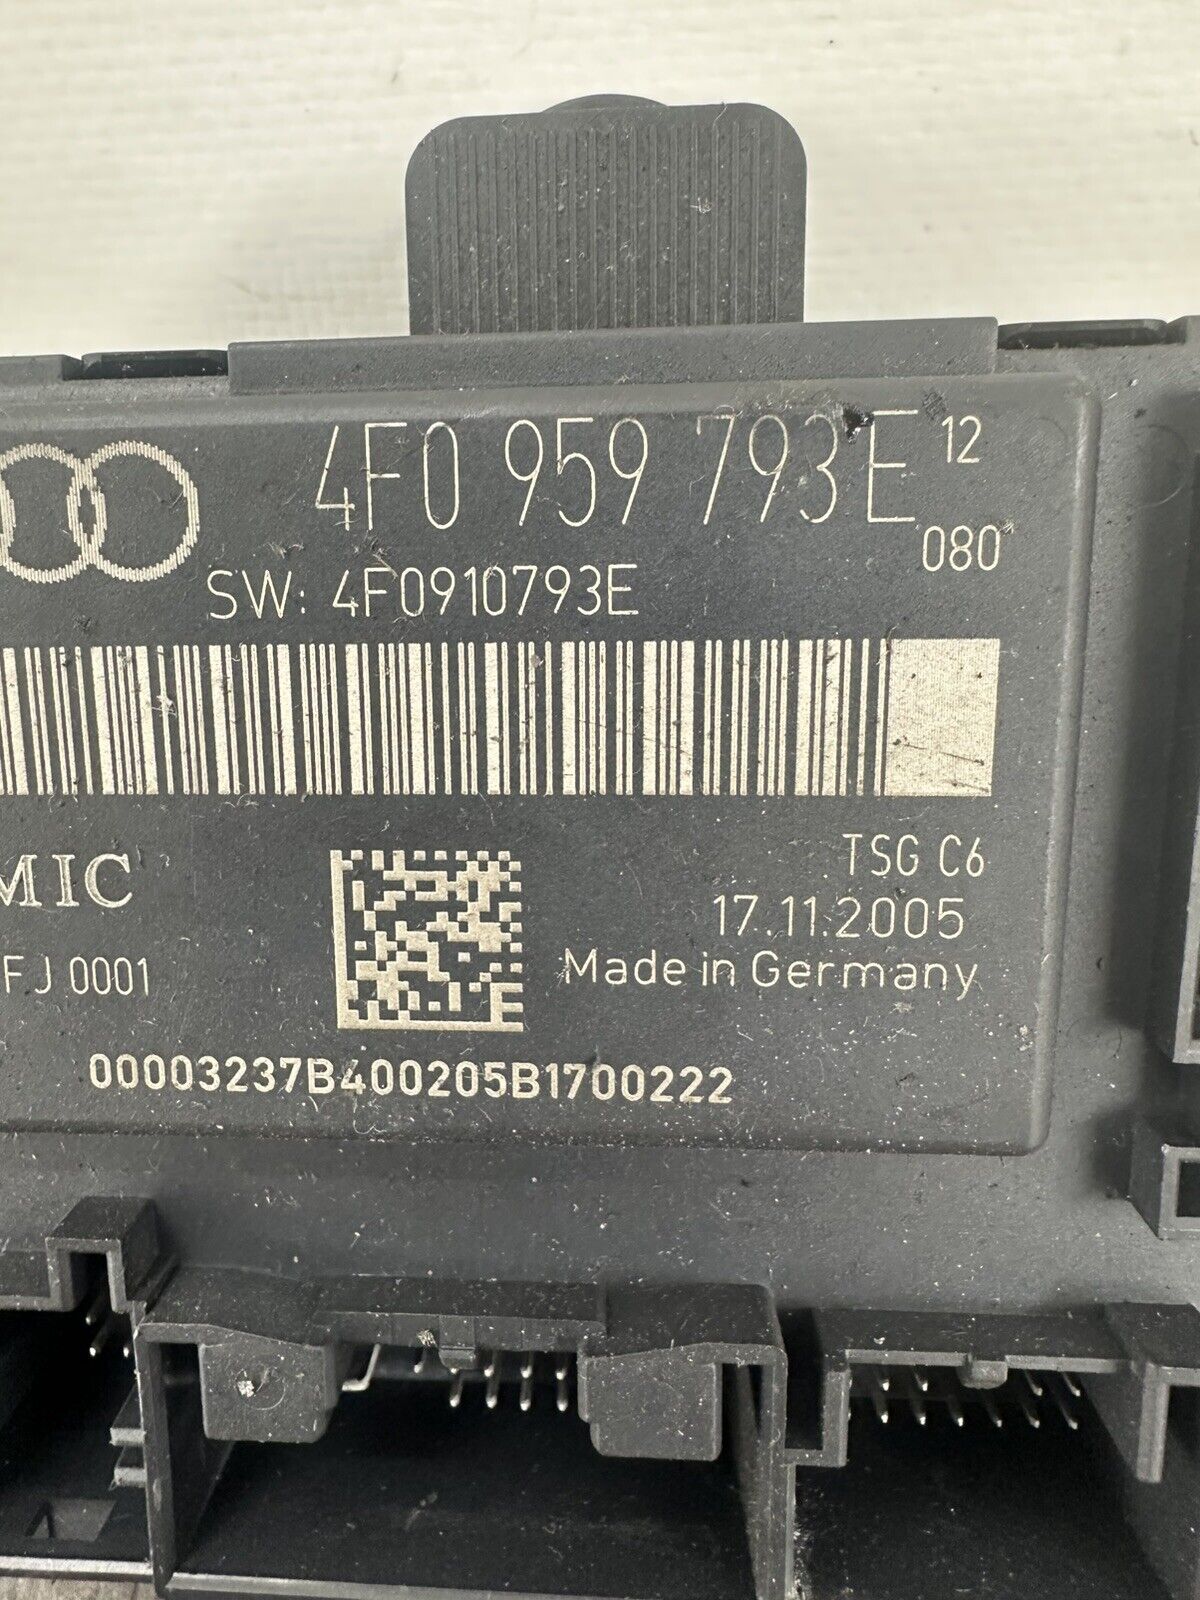 4F0 959 793E 12
080
SW: 4F0910793E
MIC
TSG C6
17.11.2005
FJ 0001
Made in Germany
00003237B400205B1700222